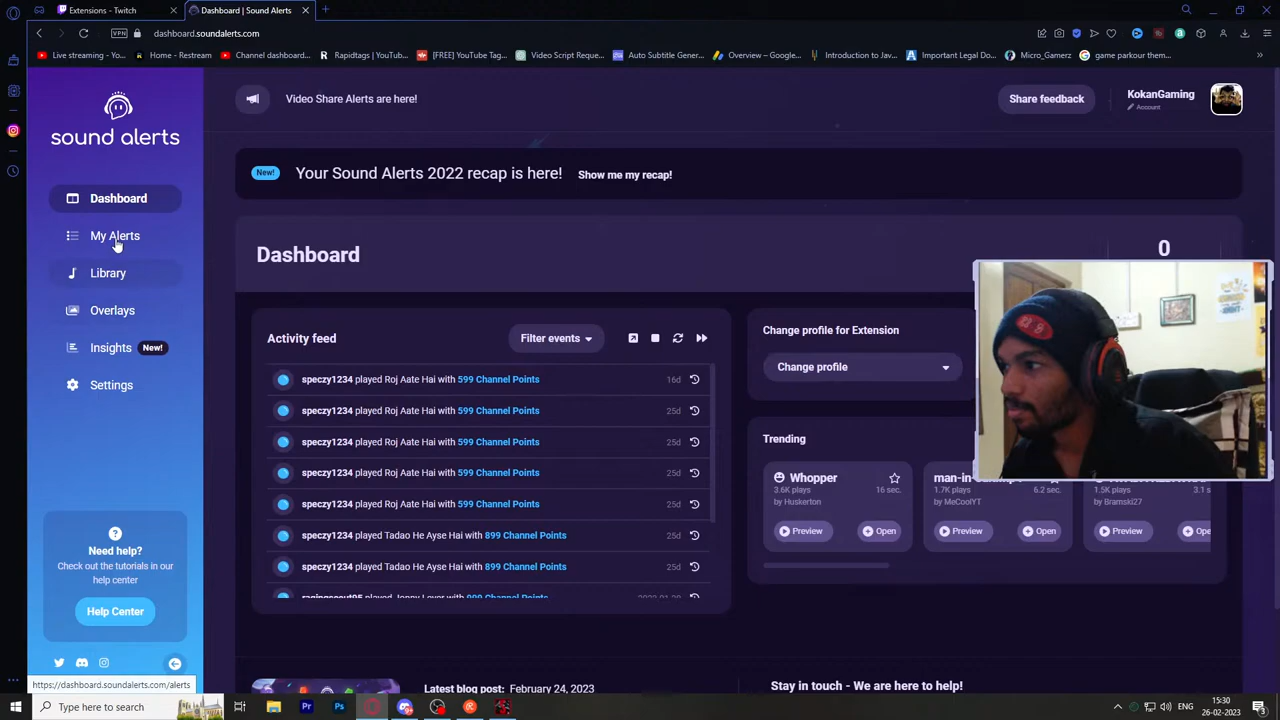 Extensions - Twitch
Dashboard | Sound Alerts
VPN
dashboard.soundalerts.com
Live streaming - Yo...
Home - Restream
Channel dashboard...
Rapidtags | YouTub...
[FREE] YouTube Tag...
Video Script Reque...
Auto Subtitle Gener...
Overview – Google...
Introduction to Jav...
Important Legal Do...
Micro_Gamerz
game parkour them...
sound alerts
Dashboard
My Alerts
Library
Overlays
Insights
New!
Settings
Need help?
Check out the tutorials in our
help center
Help Center
https://dashboard.soundalerts.com/alerts
Video Share Alerts are here!
Share feedback
KokanGaming
Account
New!
Your Sound Alerts 2022 recap is here!
Show me my recap!
Dashboard
0
Activity feed
Filter events
speczy1234 played Roj Aate Hai with 599 Channel Points 16d
speczy1234 played Roj Aate Hai with 599 Channel Points 25d
speczy1234 played Roj Aate Hai with 599 Channel Points 25d
speczy1234 played Roj Aate Hai with 599 Channel Points 25d
speczy1234 played Roj Aate Hai with 599 Channel Points 25d
speczy1234 played Tadao He Ayse Hai with 899 Channel Points 25d
speczy1234 played Tadao He Ayse Hai with 899 Channel Points 25d
Change profile for Extension
Change profile
Trending
Whopper
3.6K plays 16 sec.
by Huskerton
Preview
Open
1.7K plays 6.2 sec.
by MeCoolYT
Preview
Open
1.5K plays 3.1 s
by Bramski27
Preview
Latest blog post: February 24, 2023
Stay in touch - We are here to help!
Type here to search
ENG
15:30
26-02-2023